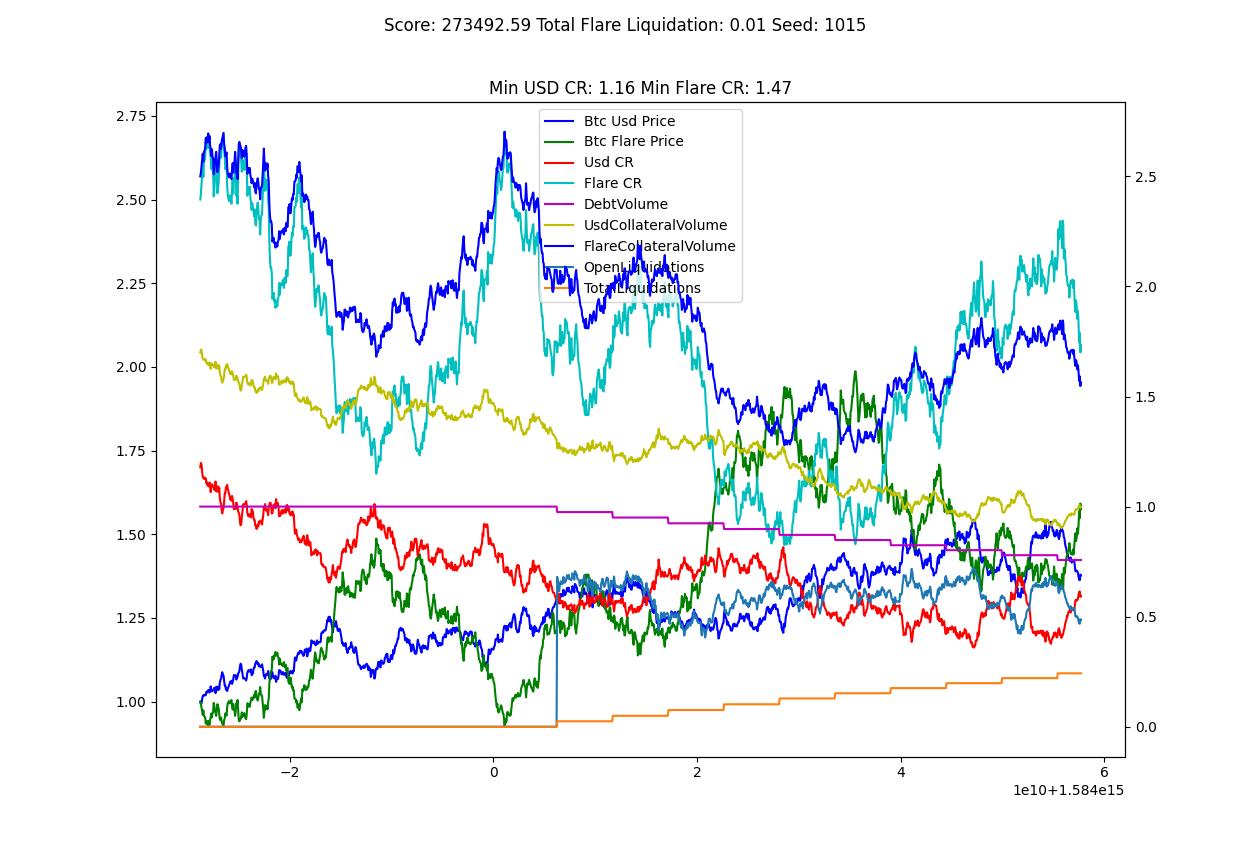 Score: 273492.59 Total Flare Liquidation: 0.01 Seed: 1015
Min USD CR: 1.16 Min Flare CR: 1.47
Btc Usd Price
Btc Flare Price
Usd CR
Flare CR
DebtVolume
UsdCollateralVolume
FlareCollateralVolume
OpenLiquidations
TotalLiquidations
2.75
2.50
2.25
2.00
1.75
1.50
1.25
1.00
2.5
2.0
1.5
1.0
0.5
0.0
−2
0
2
4
6
1e10+1.584e15